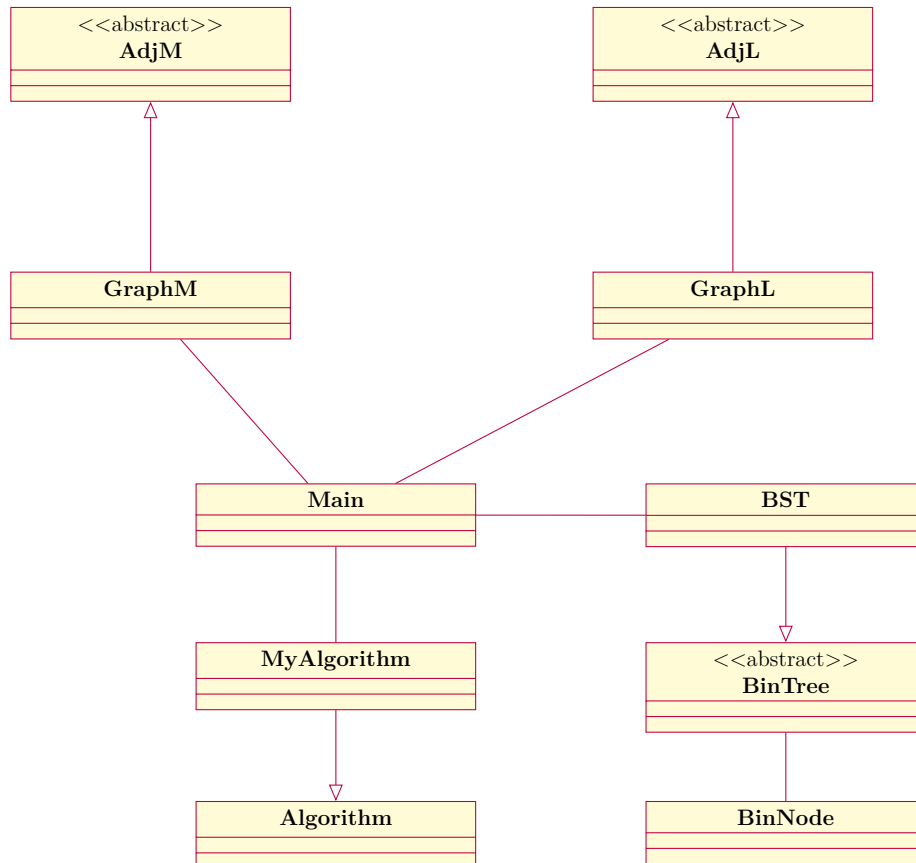 <<abstract>>
AdjM
<<abstract>>
AdjL
GraphM
GraphL
Main
BST
MyAlgorithm
<<abstract>>
BinTree
Algorithm
BinNode